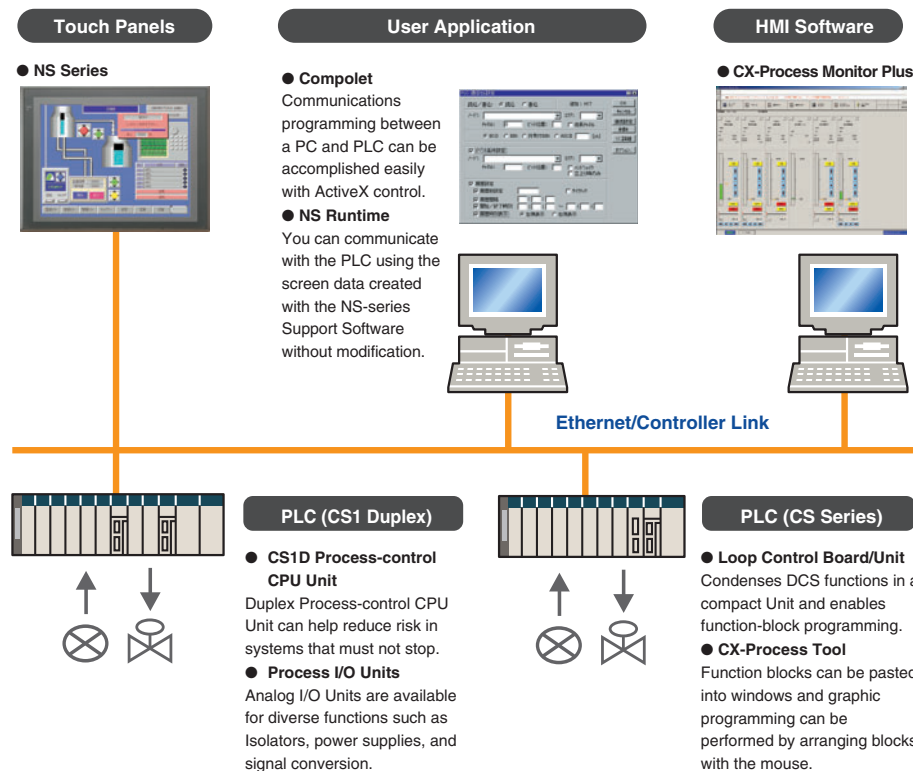 Touch Panels
User Application
HMI Software
● NS Series
● Compolet
Communications
programming between
a PC and PLC can be
accomplished easily
with ActiveX control.
● NS Runtime
You can communicate
with the PLC using the
screen data created
with the NS-series
Support Software
without modification.
● CX-Process Monitor Plus
Ethernet/Controller Link
PLC (CS1 Duplex)
● CS1D Process-control
CPU Unit
Duplex Process-control CPU
Unit can help reduce risk in
systems that must not stop.
● Process I/O Units
Analog I/O Units are available
for diverse functions such as
Isolators, power supplies, and
signal conversion.
PLC (CS Series)
● Loop Control Board/Unit
Condenses DCS functions in a
compact Unit and enables
function-block programming.
● CX-Process Tool
Function blocks can be pasted
into windows and graphic
programming can be
performed by arranging blocks
with the mouse.